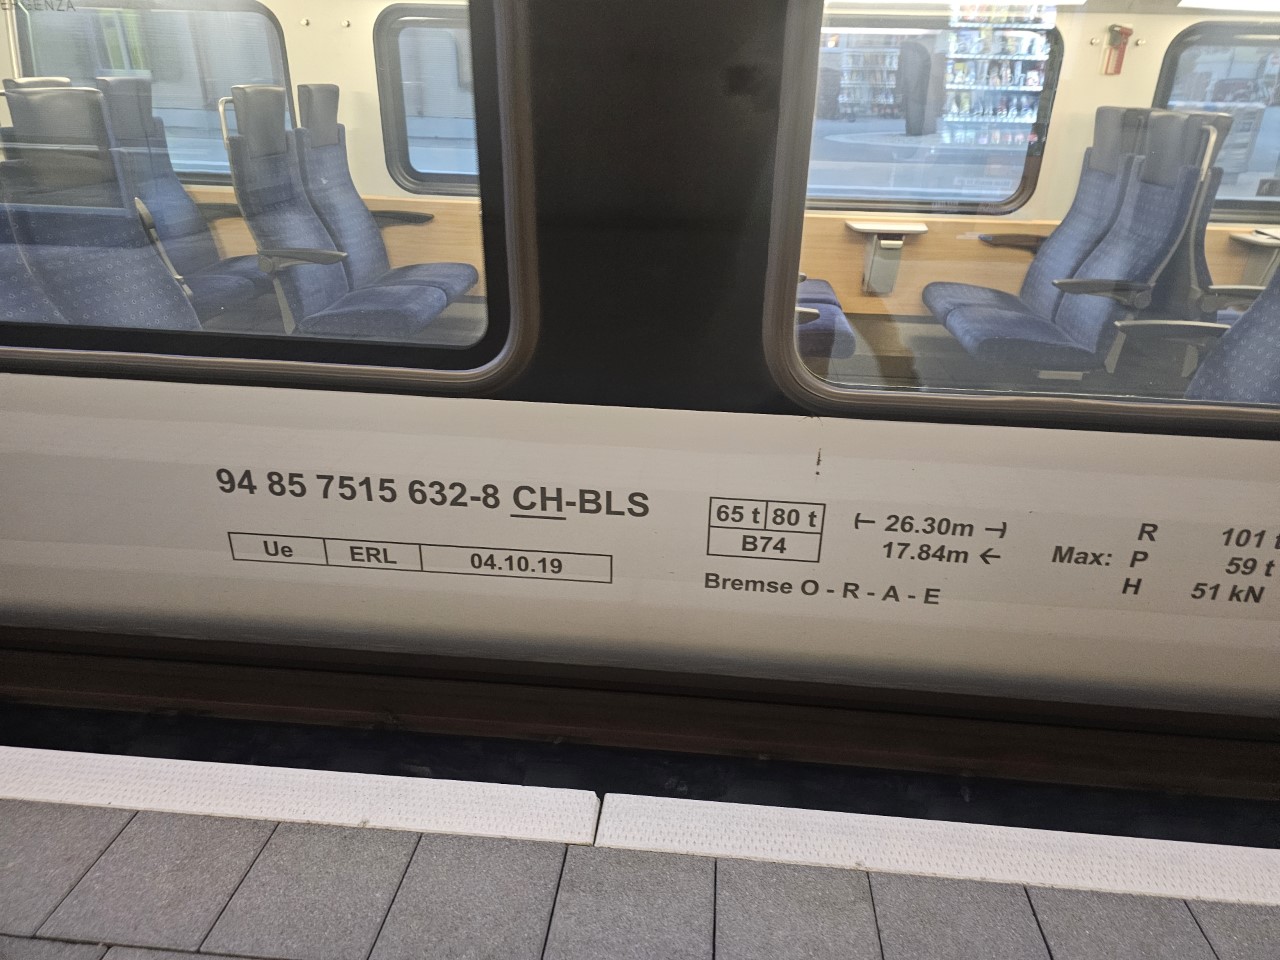 94 85 7515 632-8 CH-BLS
Ue ERL 04.10.19
65 t 80 t
B74
Bremse O - R - A - E
26.30m
17.84m
Max:
R 101 t
P 59 t
H 51 kN